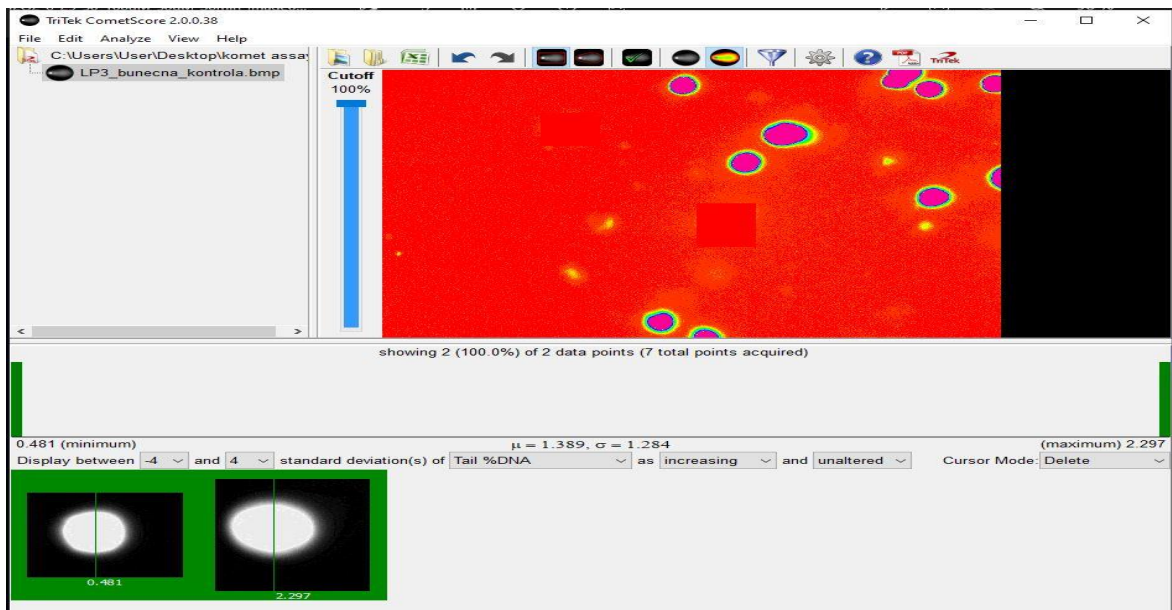 TriTek CometScore 2.0.0.38
File Edit Analyze View Help
C:\Users\User\Desktop\komet assa
LP3_bunecna_kontrola.bmp
TriTek
Cutoff
100%
showing 2 (100.0%) of 2 data points (7 total points acquired)
0.481 (minimum) μ = 1.389, σ = 1.284 (maximum) 2.297
Display between -4 and 4 standard deviation(s) of Tail %DNA as increasing and unaltered Cursor Mode: Delete
0.481
2.297